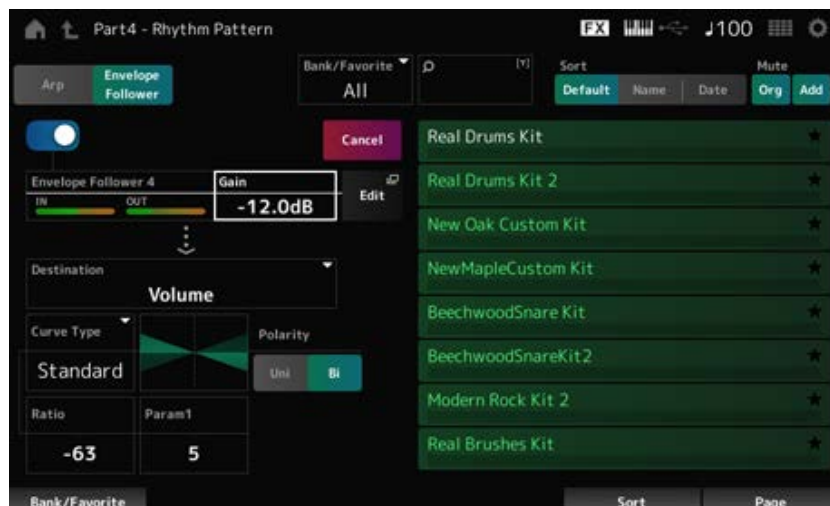 Part4 - Rhythm Pattern
FX
♩100
Arp
Envelope
Follower
Bank/Favorite
All
[Y]
Sort
Default Name Date
Mute
Org Add
Cancel
Envelope Follower 4
IN OUT
Gain
-12.0dB
Edit
Destination
Volume
Curve Type
Standard
Polarity
Uni Bi
Ratio
-63
Param1
5
Real Drums Kit
Real Drums Kit 2
New Oak Custom Kit
NewMapleCustom Kit
BeechwoodSnare Kit
BeechwoodSnareKit2
Modern Rock Kit 2
Real Brushes Kit
Bank/Favorite
Sort
Page